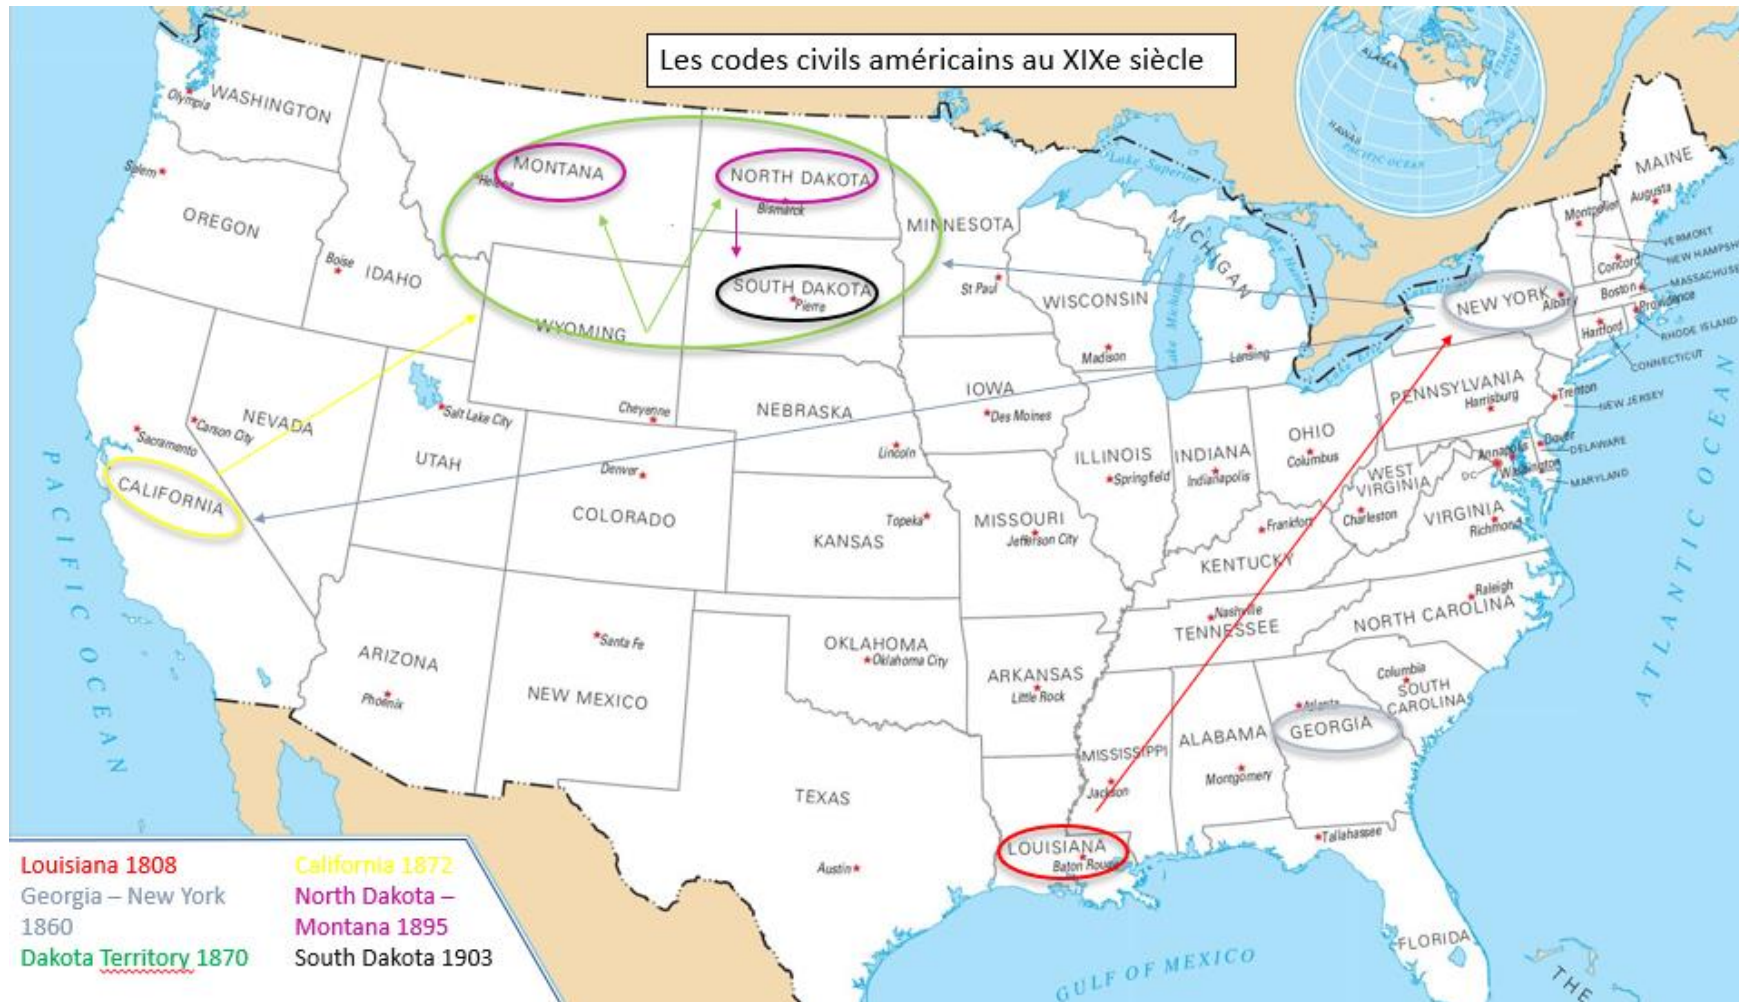 Les codes civils américains au XIXe siècle
ALASKA
HAWAII
PACIFIC OCEAN
ATLANTIC OCEAN
WASHINGTON
Olympia
Salem
OREGON
Boise
IDAHO
MONTANA
Helena
NORTH DAKOTA
Bismarck
SOUTH DAKOTA
Pierre
WYOMING
Cheyenne
MINNESOTA
St Paul
WISCONSIN
Madison
MICHIGAN
Lansing
Lake Superior
Lake Michigan
Lake Huron
Lake Erie
NEW YORK
Albany
MAINE
Augusta
Montpelier
VERMONT
NEW HAMPSHI
Concord
MASSACHUSE
Boston
Providence
RHODE ISLAND
Hartford
CONNECTICUT
PENNSYLVANIA
Harrisburg
Trenton
NEW JERSEY
Dover
DELAWARE
Annapolis
Washington
DC
MARYLAND
NEVADA
Carson City
Sacramento
CALIFORNIA
Salt Lake City
UTAH
Denver
COLORADO
NEBRASKA
Lincoln
IOWA
Des Moines
ILLINOIS
Springfield
INDIANA
Indianapolis
OHIO
Columbus
WEST
VIRGINIA
Charleston
VIRGINIA
Richmond
Topeka
KANSAS
MISSOURI
Jefferson City
Frankfort
KENTUCKY
Nashville
TENNESSEE
Raleigh
NORTH CAROLINA
ARIZONA
Phoenix
Santa Fe
NEW MEXICO
OKLAHOMA
Oklahoma City
ARKANSAS
Little Rock
Columbia
SOUTH
CAROLINA
Atlanta
GEORGIA
ALABAMA
Montgomery
MISSISSIPPI
Jackson
TEXAS
Austin
LOUISIANA
Baton Rouge
Tallahassee
FLORIDA
PACIFIC OCEAN
ATLANTIC OCEAN
GULF OF MEXICO
THE
Louisiana 1808
Georgia – New York
1860
Dakota Territory 1870
California 1872
North Dakota –
Montana 1895
South Dakota 1903